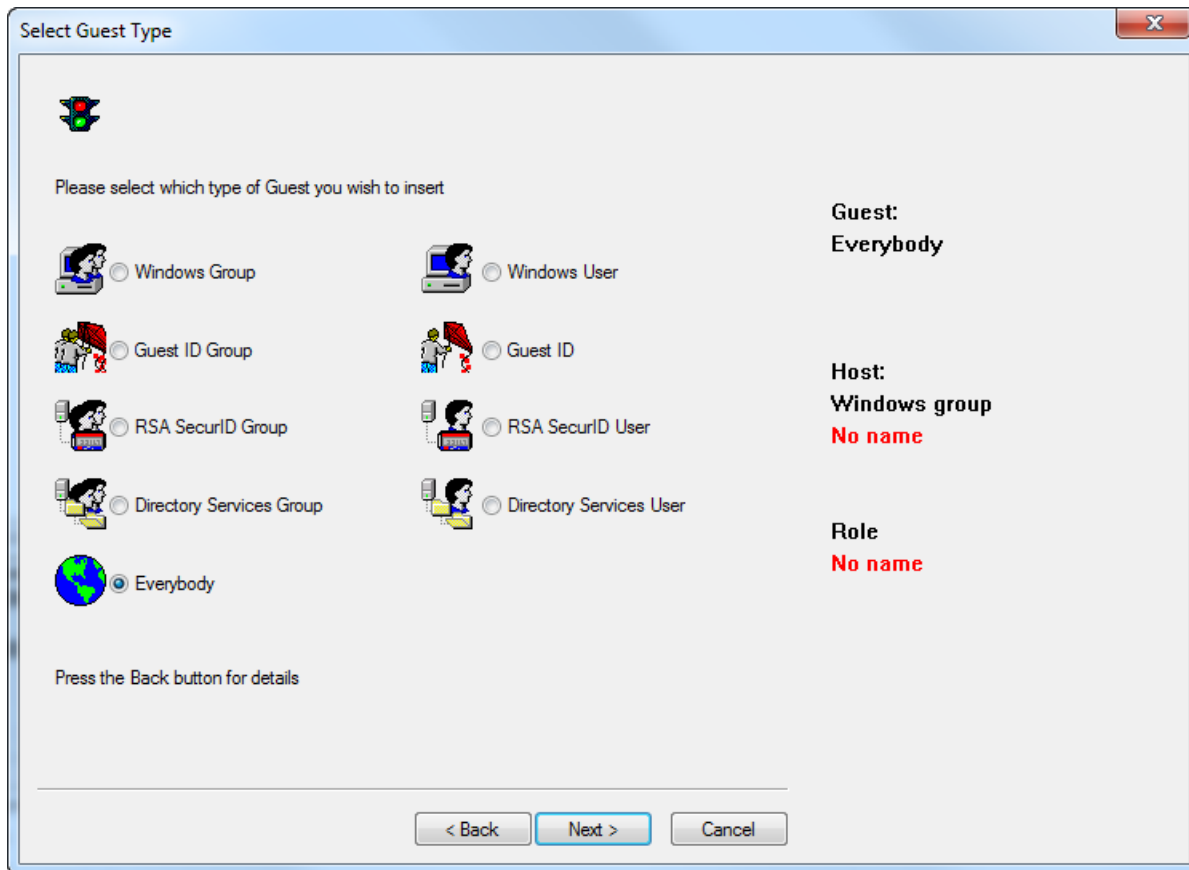 Select Guest Type
Please select which type of Guest you wish to insert
Windows Group
Windows User
Guest ID Group
Guest ID
RSA SecurID Group
RSA SecurID User
Directory Services Group
Directory Services User
Everybody
Press the Back button for details
Guest:
Everybody
Host:
Windows group
No name
Role
No name
< Back
Next >
Cancel